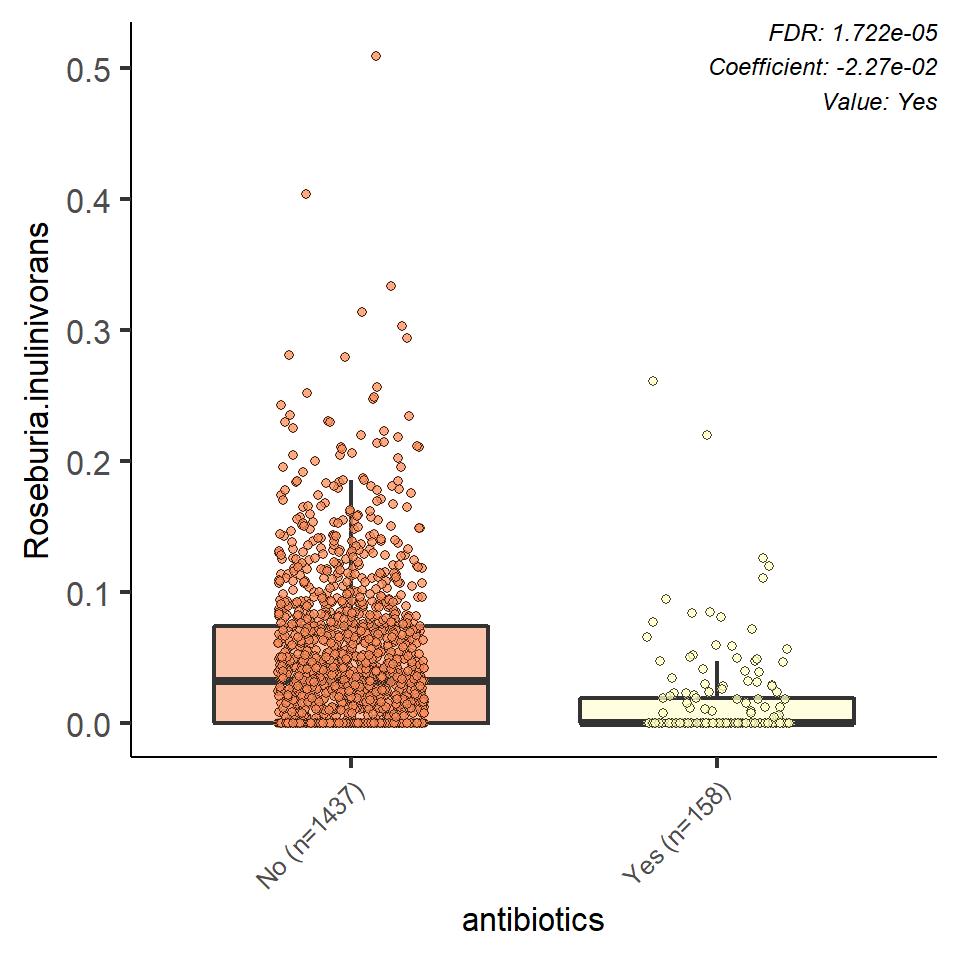 FDR: 1.722e-05
Coefficient: -2.27e-02
Value: Yes
Roseburia.inulinivorans
0.5
0.4
0.3
0.2
0.1
0.0
No (n=1437)
Yes (n=158)
antibiotics